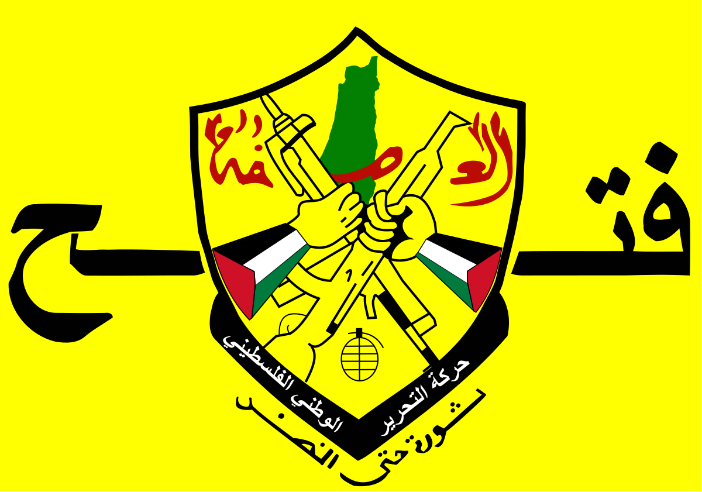 العاصفة
فتح
حركة التحرير الوطني الفلسطيني
ثورة حتى النصر